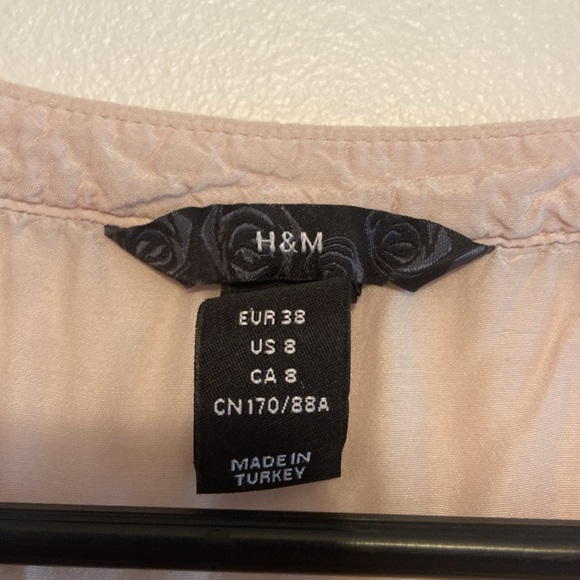 H&M
EUR 38
US 8
CA 8
CN170/88A
MADE IN
TURKEY